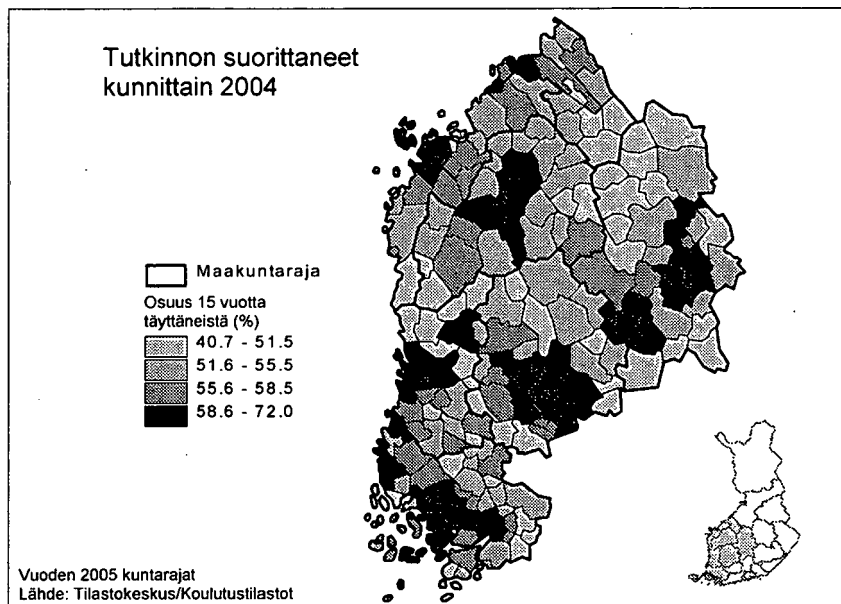 Tutkinnon suorittaneet
kunnittain 2004
Maakuntaraja
Osuus 15 vuotta
täyttäneistä (%)
40.7 - 51.5
51.6 - 55.5
55.6 - 58.5
58.6 - 72.0
Vuoden 2005 kuntarajat
Lähde: Tilastokeskus/Koulutustilastot